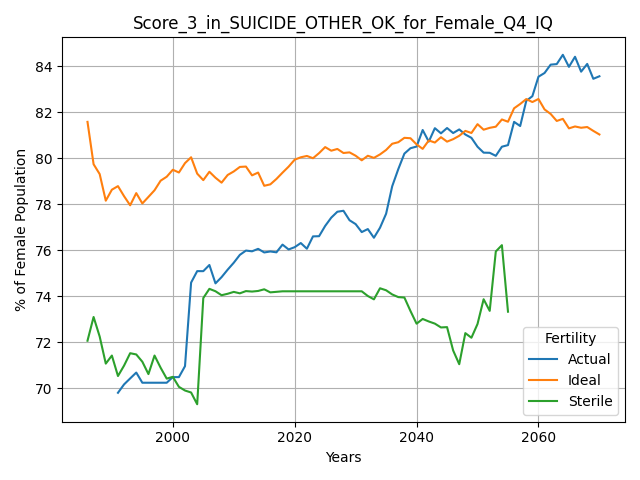 Score_3_in_SUICIDE_OTHER_OK_for_Female_Q4_IQ
% of Female Population
84
82
80
78
76
74
72
70
2000
2020
2040
2060
Years
Fertility
Actual
Ideal
Sterile